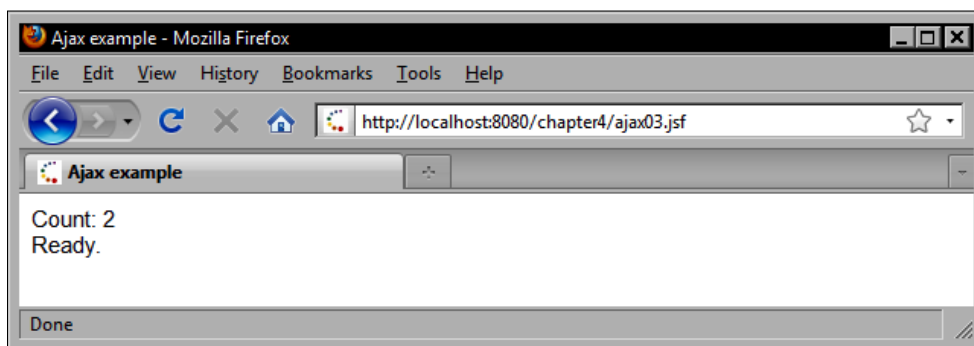 Ajax example - Mozilla Firefox
File Edit View History Bookmarks Tools Help
http://localhost:8080/chapter4/ajax03.jsf
Ajax example
Count: 2
Ready.
Done